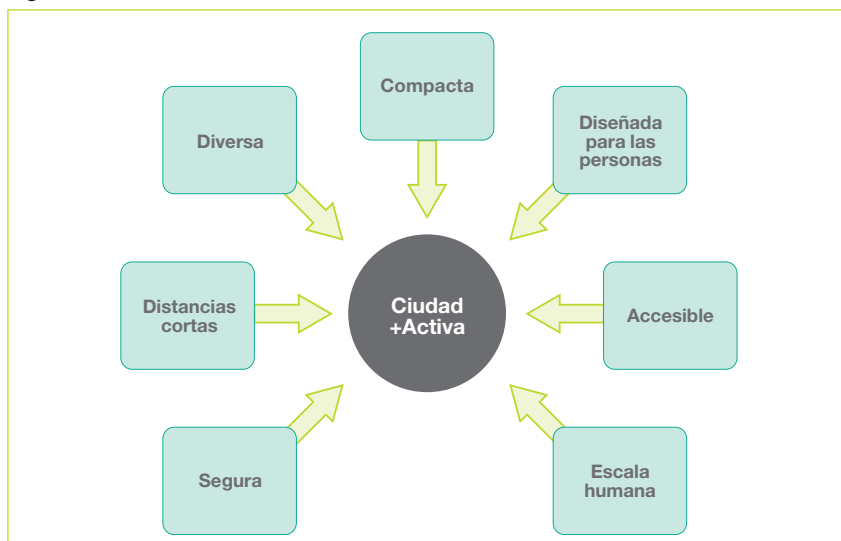 Compacta
Diversa
Diseñada
para las
personas
Distancias
cortas
Ciudad
+Activa
Accesible
Segura
Escala
humana